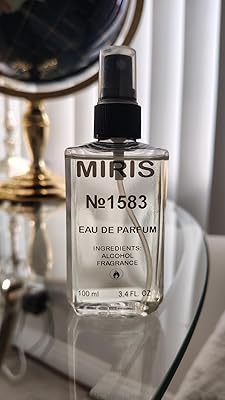 MIRIS
№1583
EAU DE PARFUM
INGREDIENTS:
ALCOHOL
FRAGRANCE
100 ml 3.4 FL. OZ